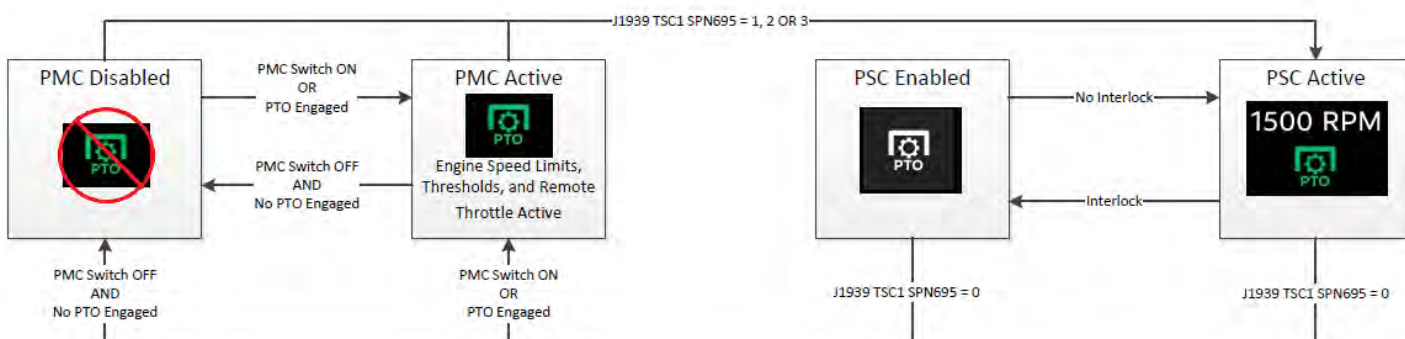 J1939 TSC1 SPN695 = 1, 2 OR 3
PMC Disabled
PTO
PMC Switch ON
OR
PTO Engaged
PMC Switch OFF
AND
No PTO Engaged
PMC Active
PTO
Engine Speed Limits,
Thresholds, and Remote
Throttle Active
PSC Enabled
PTO
No Interlock
Interlock
PSC Active
1500 RPM
PTO
PMC Switch OFF
AND
No PTO Engaged
PMC Switch ON
OR
PTO Engaged
J1939 TSC1 SPN695 = 0
J1939 TSC1 SPN695 = 0